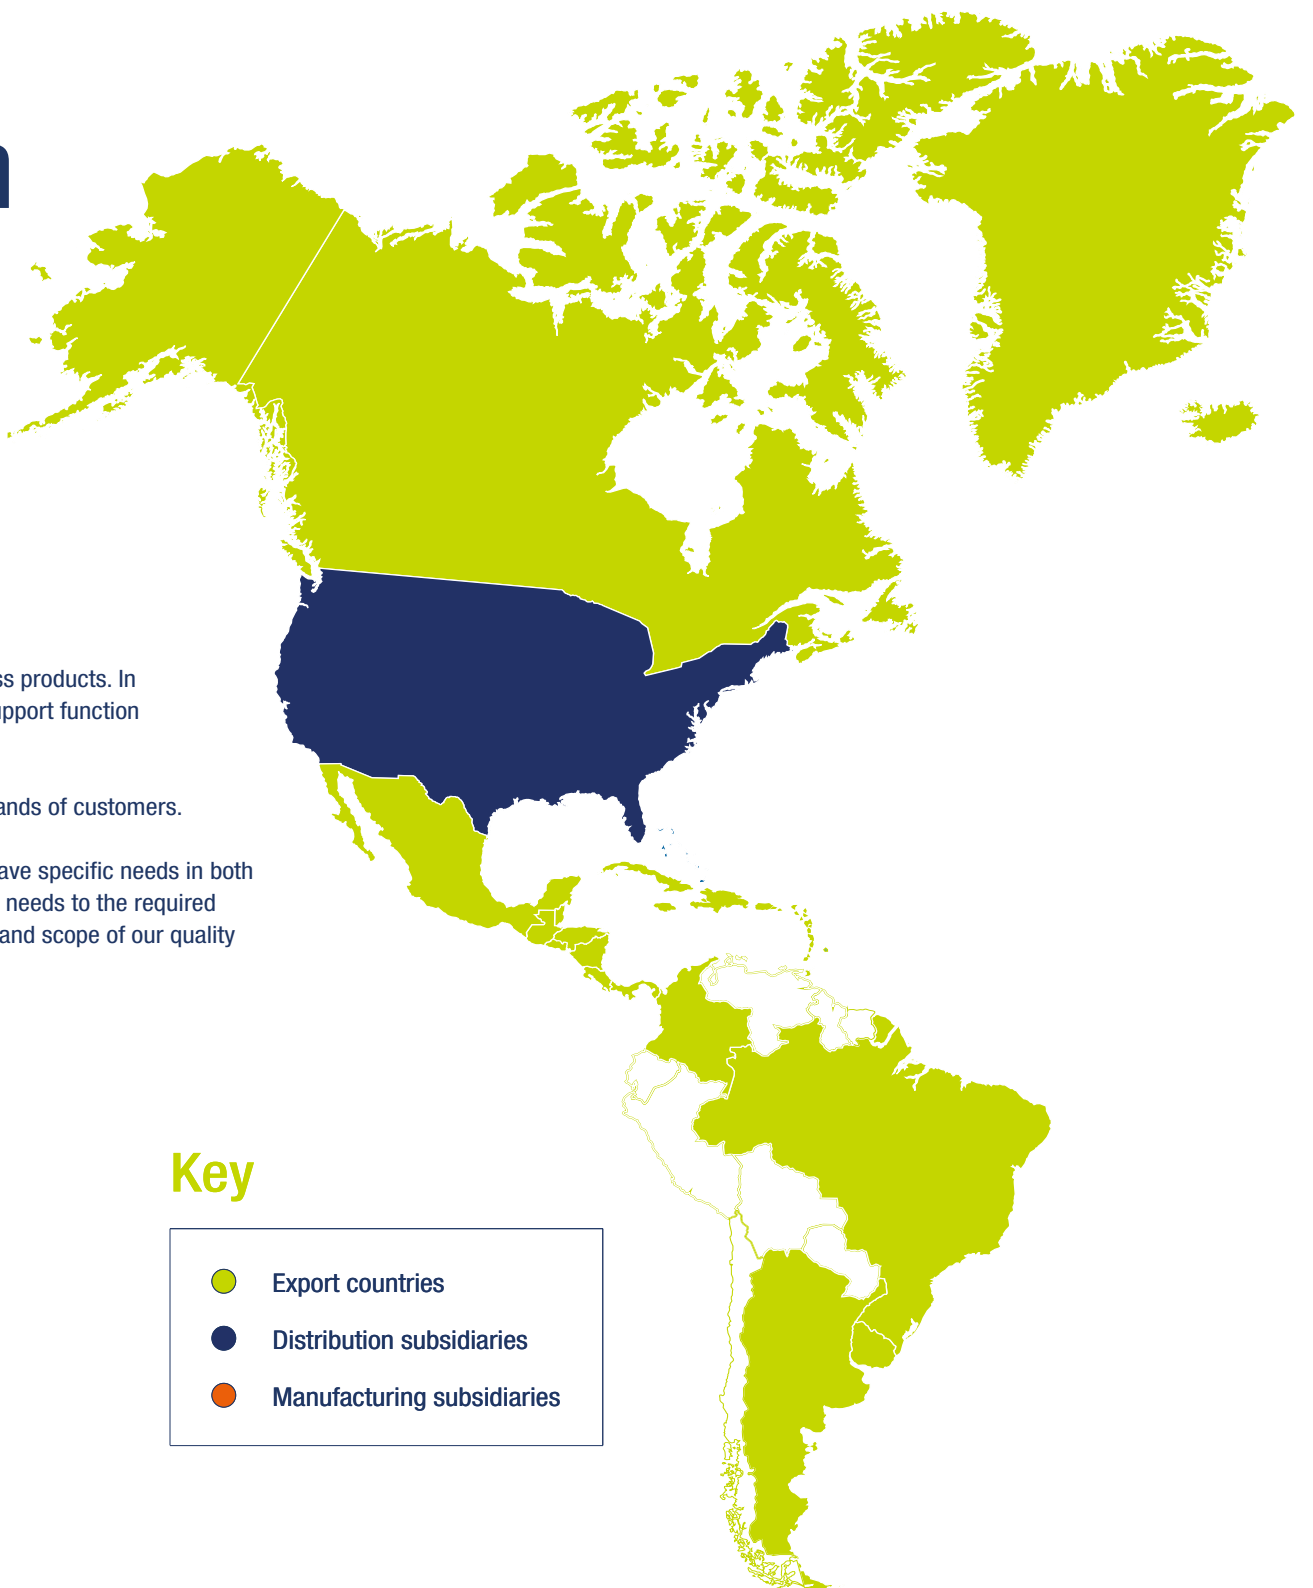 ss products. In
upport function
ands of customers.
ave specific needs in both
needs to the required
and scope of our quality
Key
Export countries
Distribution subsidiaries
Manufacturing subsidiaries